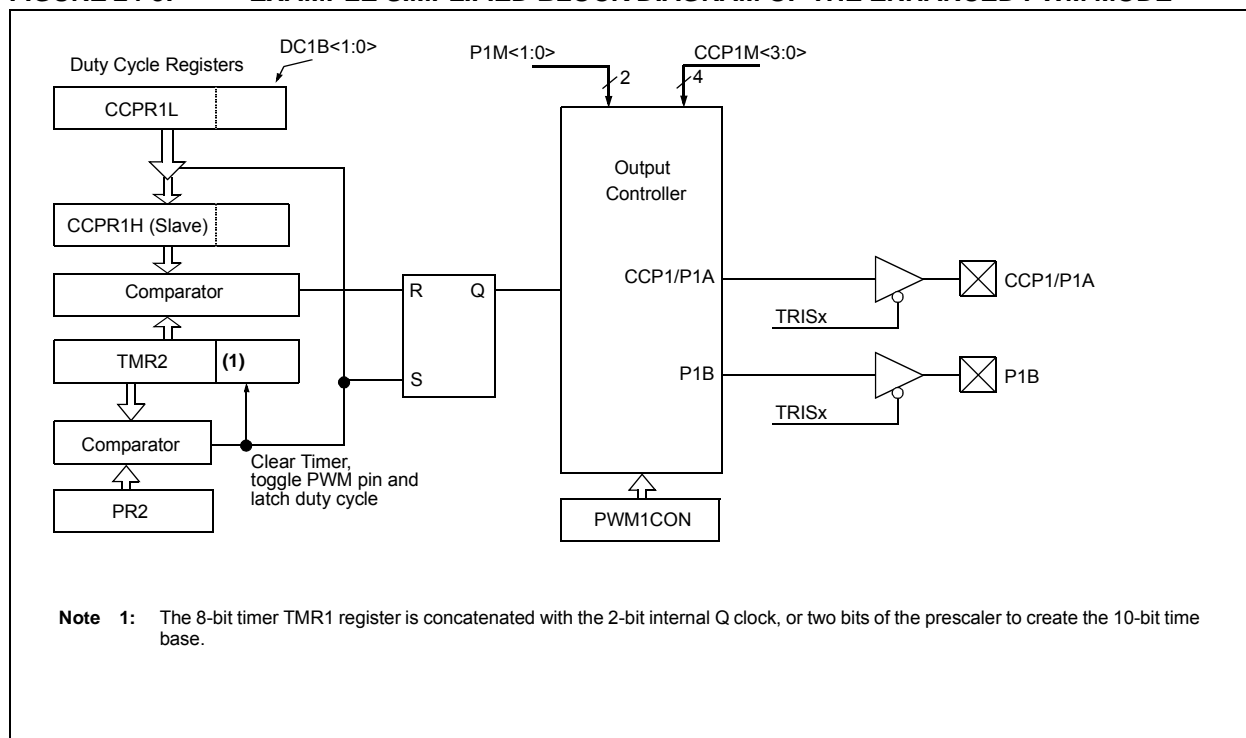 DC1B<1:0>
Duty Cycle Registers
CCPR1L
CCPR1H (Slave)
Comparator
TMR2
(1)
Comparator
PR2
Clear Timer,
toggle PWM pin and
latch duty cycle
R
Q
S
P1M<1:0>
2
CCP1M<3:0>
4
Output
Controller
CCP1/P1A
P1B
PWM1CON
TRISx
CCP1/P1A
TRISx
P1B
Note 1: The 8-bit timer TMR1 register is concatenated with the 2-bit internal Q clock, or two bits of the prescaler to create the 10-bit time
base.